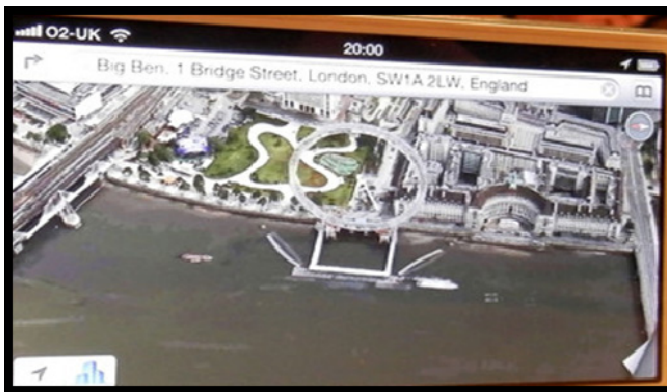 O2-UK
20:00
Big Ben, 1 Bridge Street, London, SW1A 2LW, England